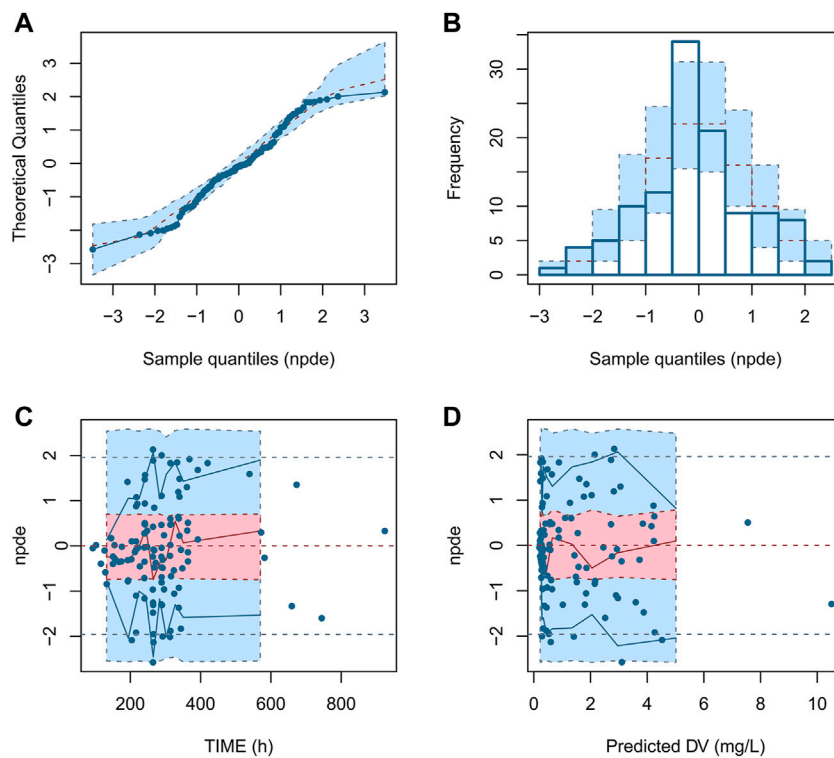 A
Theoretical Quantiles
3
2
1
0
−1
−3
−3 −2 −1 0 1 2 3
Sample quantiles (npde)
B
Frequency
30
20
10
5
0
−3 −2 −1 0 1 2
Sample quantiles (npde)
C
npde
2
1
0
−1
−2
200 400 600 800
TIME (h)
D
npde
2
1
0
−1
−2
0 2 4 6 8 10
Predicted DV (mg/L)